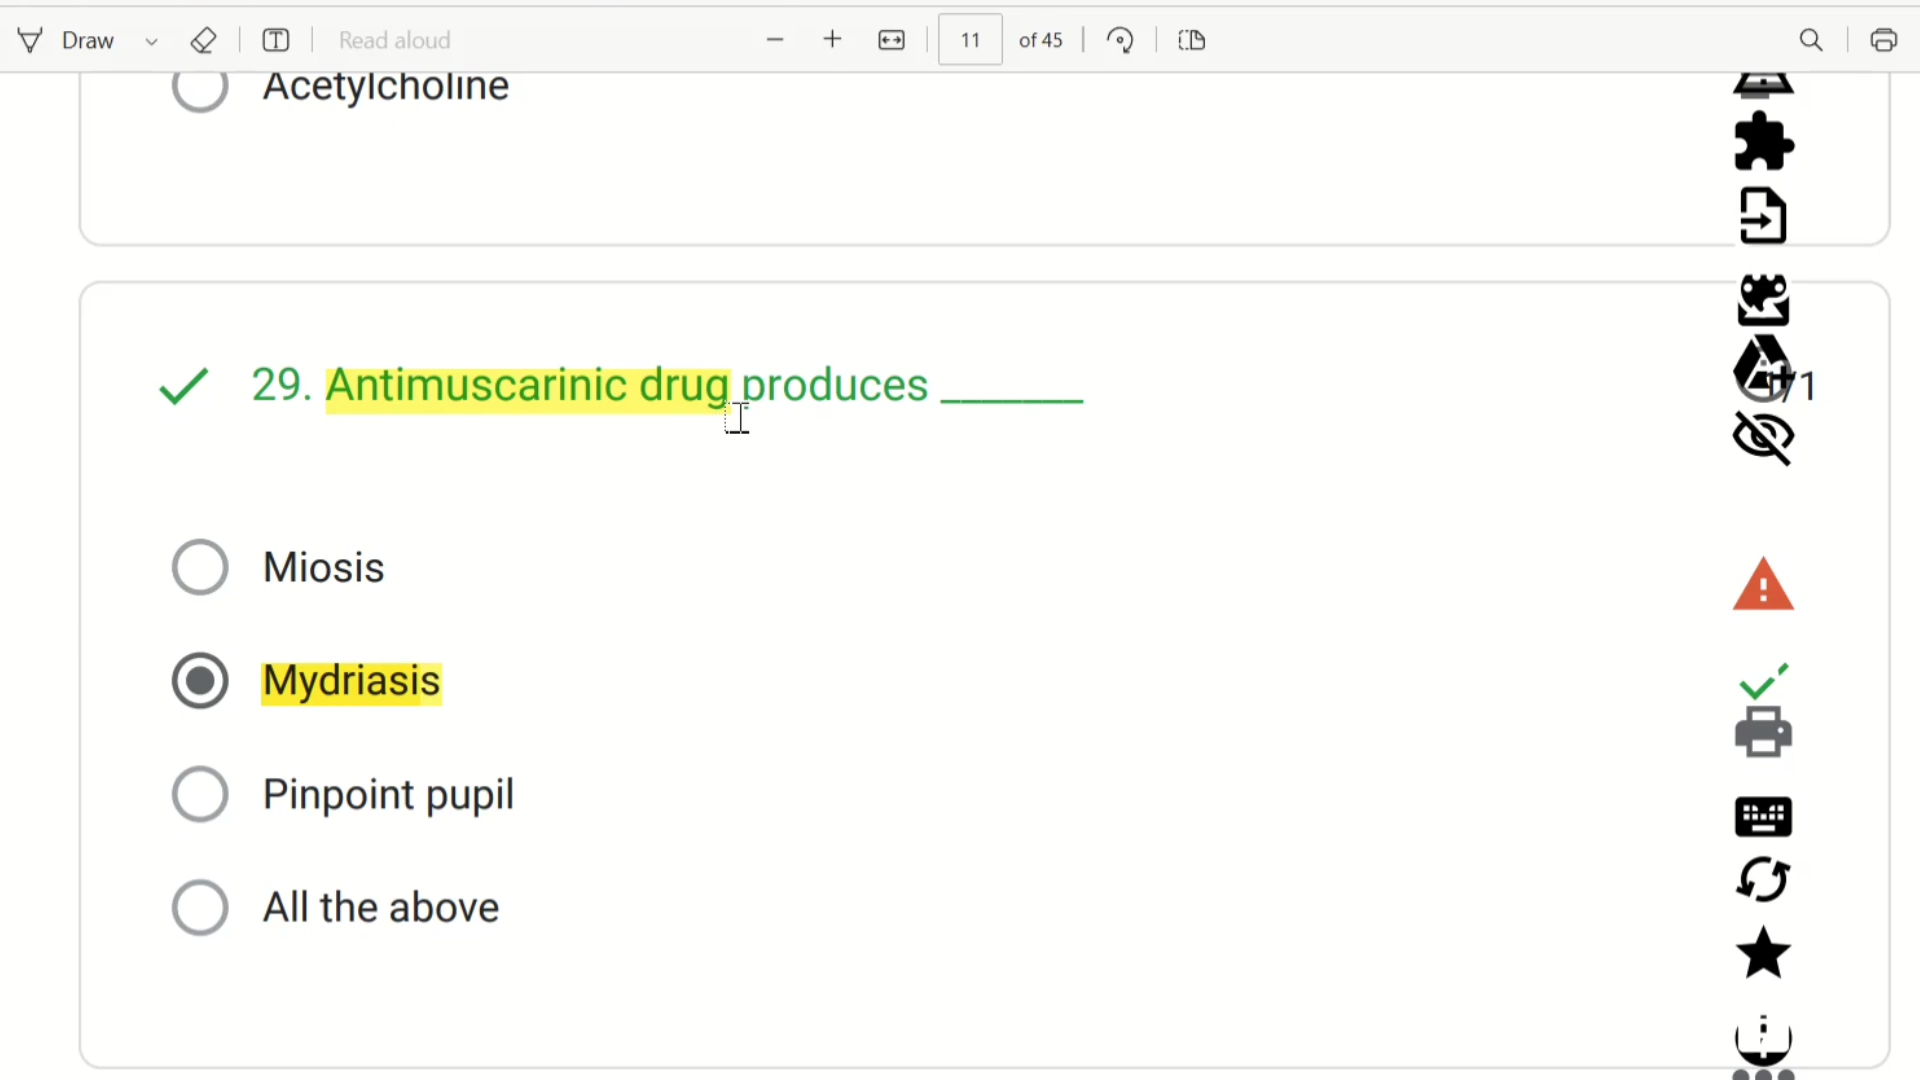 Draw
Read aloud
11
of 45
Acetylcholine
29. Antimuscarinic drug produces _______
/1
Miosis
Mydriasis
Pinpoint pupil
All the above